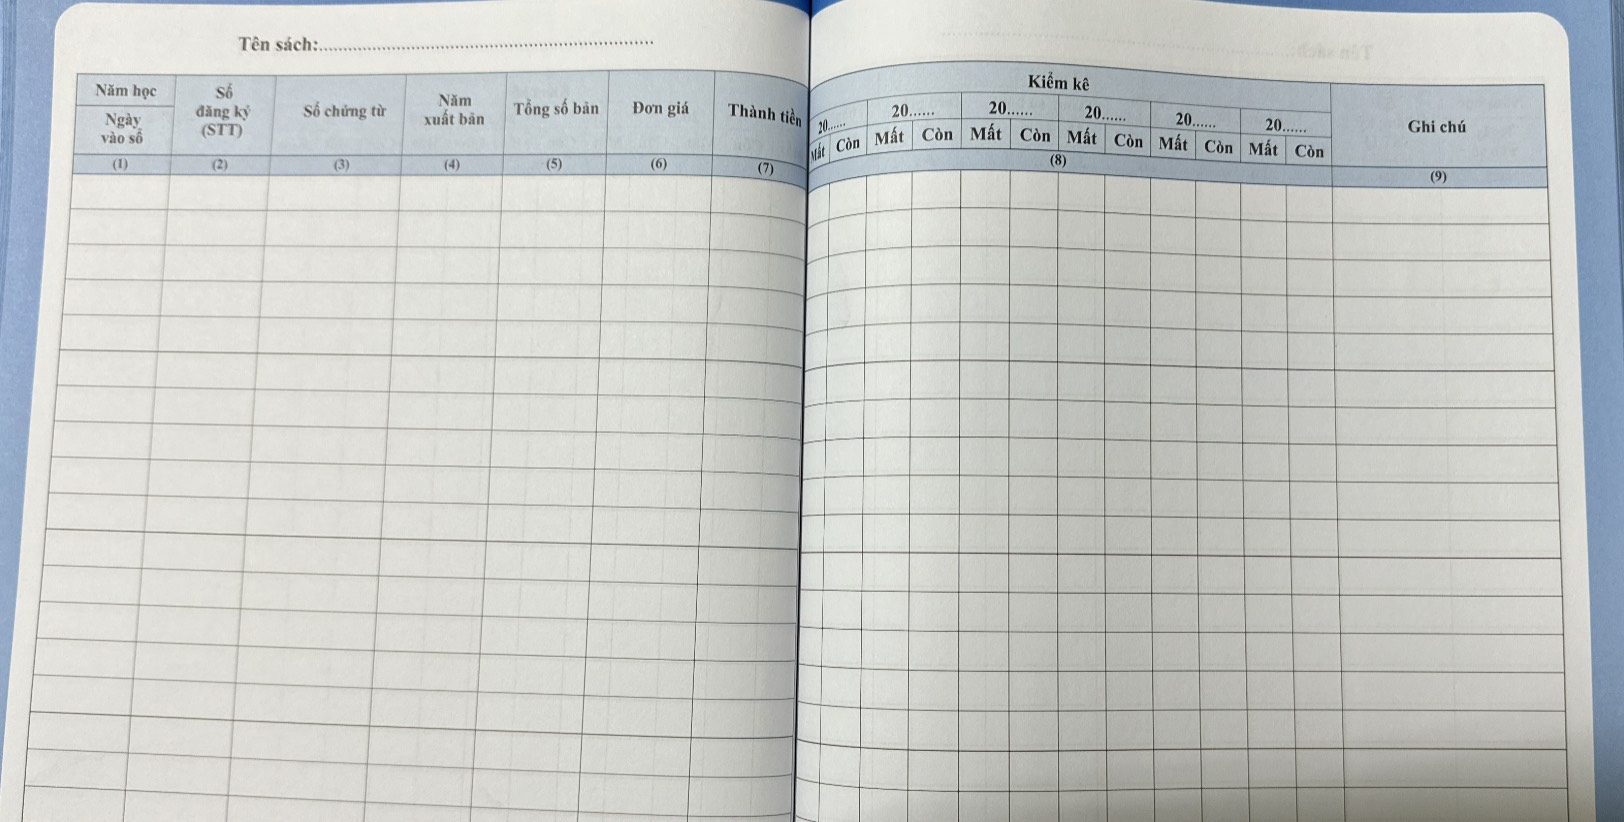 Tên sách:
Năm học
Ngày
vào sổ
Số
đăng ký
(STT)
Số chứng từ
Năm
xuất bản
Tổng số bản
Đơn giá
Thành tiền
(1) (2) (3) (4) (5) (6) (7)
Kiểm kê
20...... 20...... 20...... 20...... 20...... 20......
Mất Còn Mất Còn Mất Còn Mất Còn Mất Còn Mất Còn
Ghi chú
(8) (9)